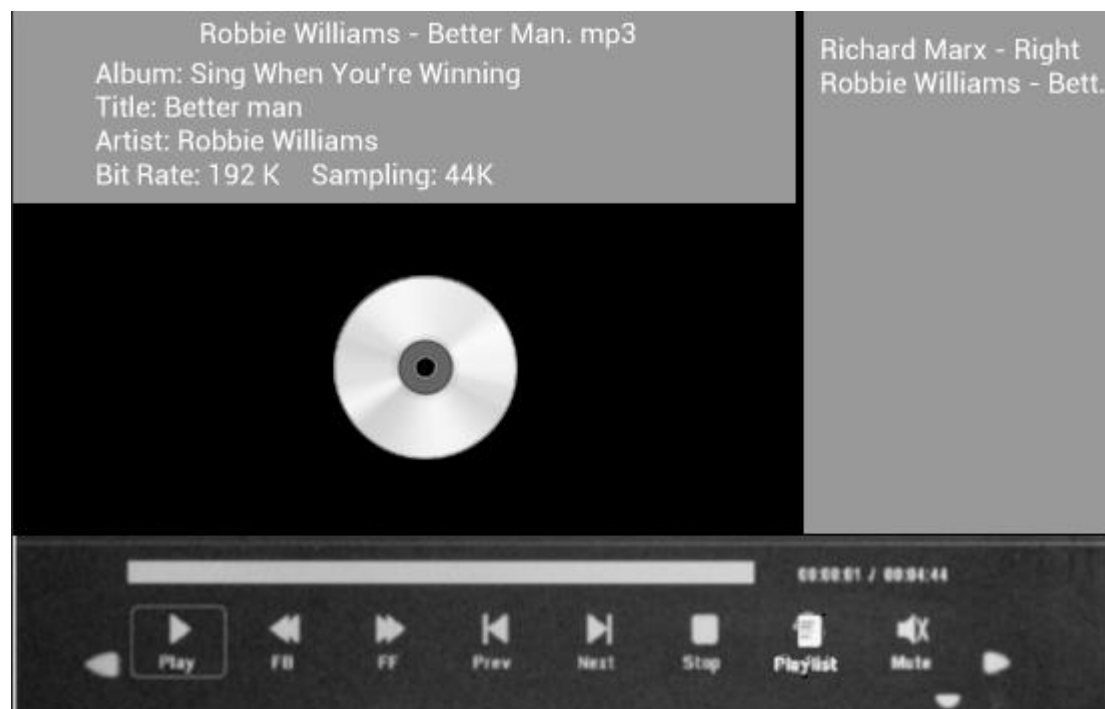 Robbie Williams - Better Man. mp3
Album: Sing When You're Winning
Title: Better man
Artist: Robbie Williams
Bit Rate: 192 K Sampling: 44K
Richard Marx - Right
Robbie Williams - Bett.
00:00:01 / 00:04:44
Play FB FF Prev Next Stop Playlist Mute